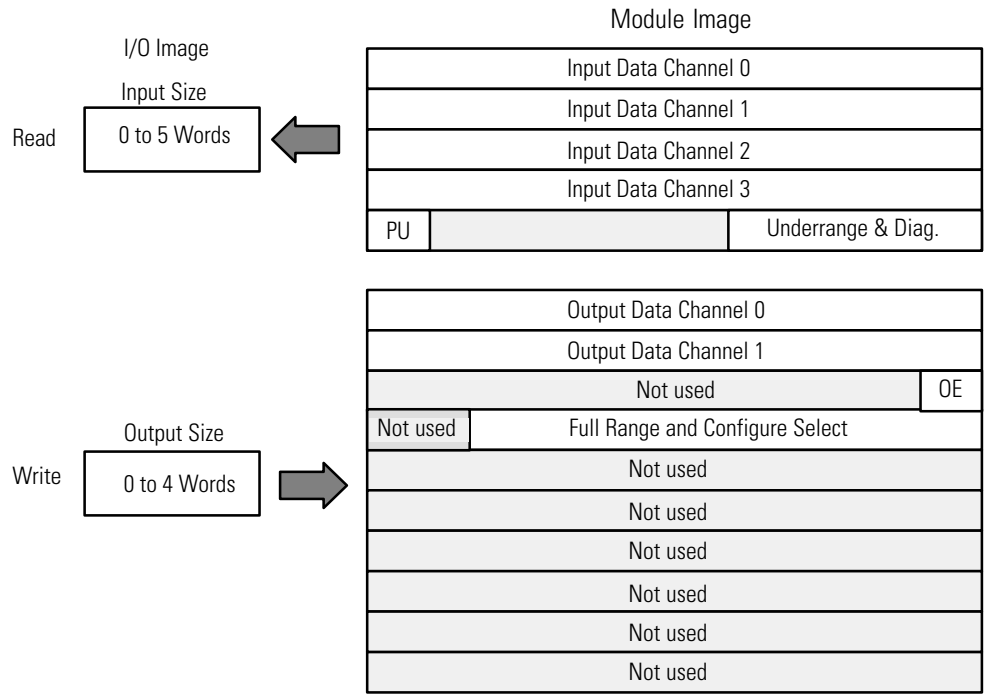 Module Image
I/O Image
Input Size
Read
0 to 5 Words
Input Data Channel 0
Input Data Channel 1
Input Data Channel 2
Input Data Channel 3
PU
Underrange & Diag.
Output Data Channel 0
Output Data Channel 1
Not used
OE
Not used
Full Range and Configure Select
Output Size
Write
0 to 4 Words
Not used
Not used
Not used
Not used
Not used
Not used